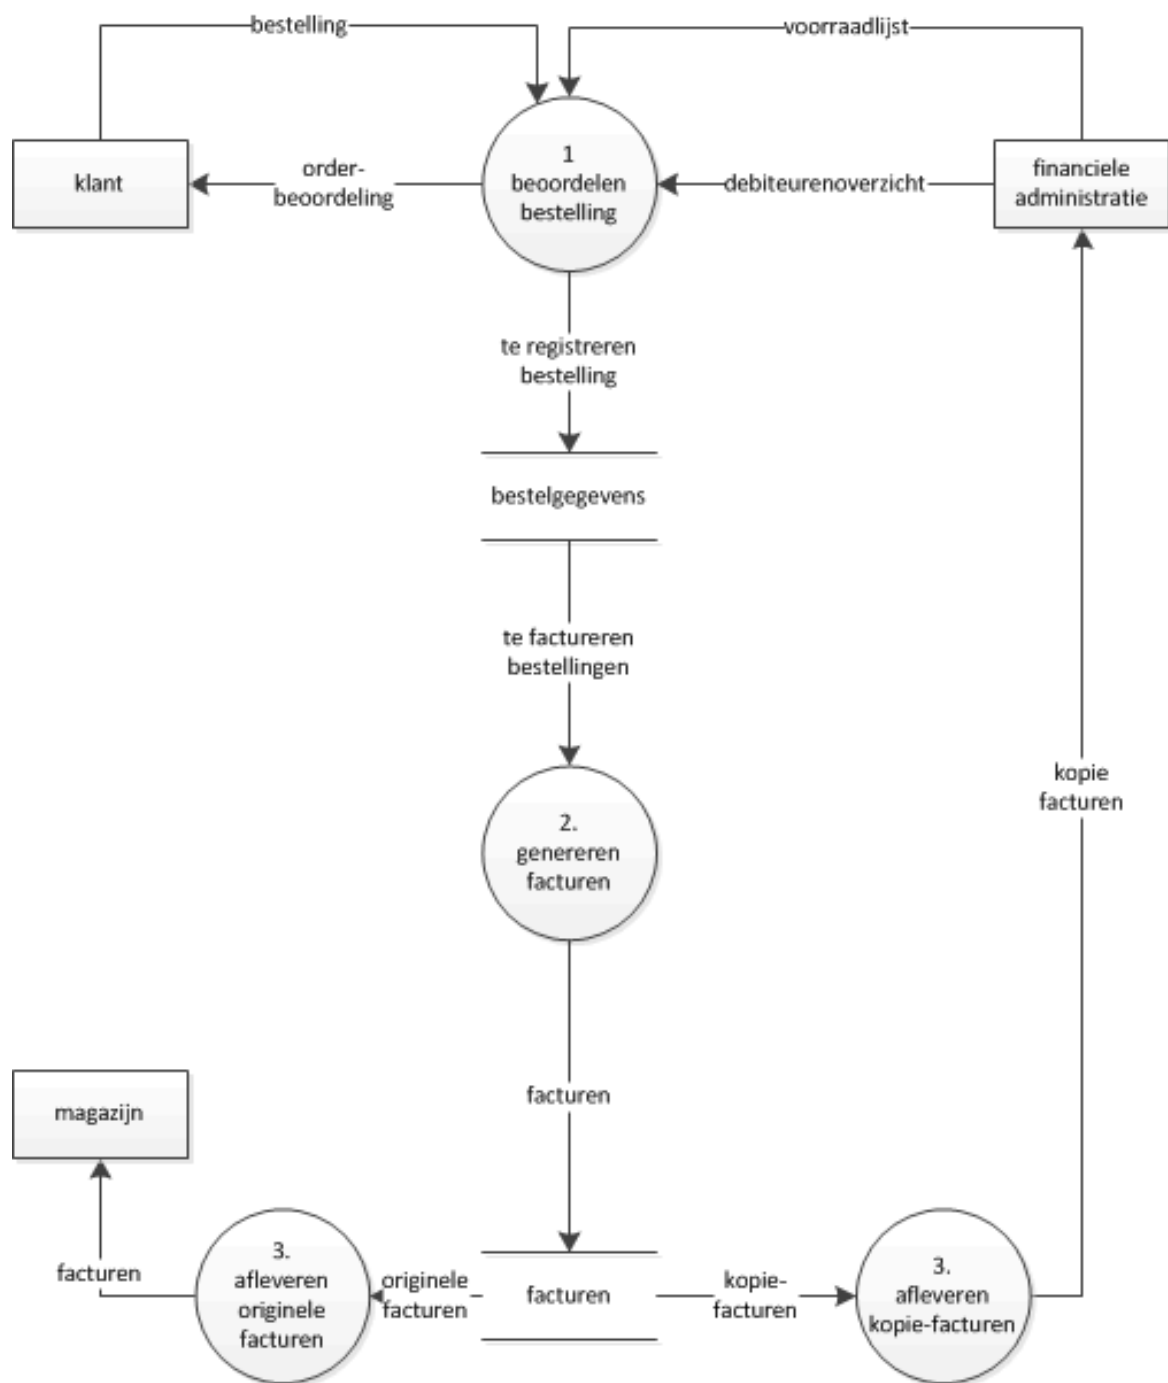 bestelling
voorraadlijst
klant
order-
beoordeling
1
beoordelen
bestelling
debiteurenoverzicht
financiele
administratie
te registreren
bestelling
bestelgegevens
te factureren
bestellingen
2.
genereren
facturen
kopie
facturen
facturen
magazijn
facturen
3.
afleveren
originele
facturen
originele
facturen
facturen
kopie-
facturen
3.
afleveren
kopie-facturen